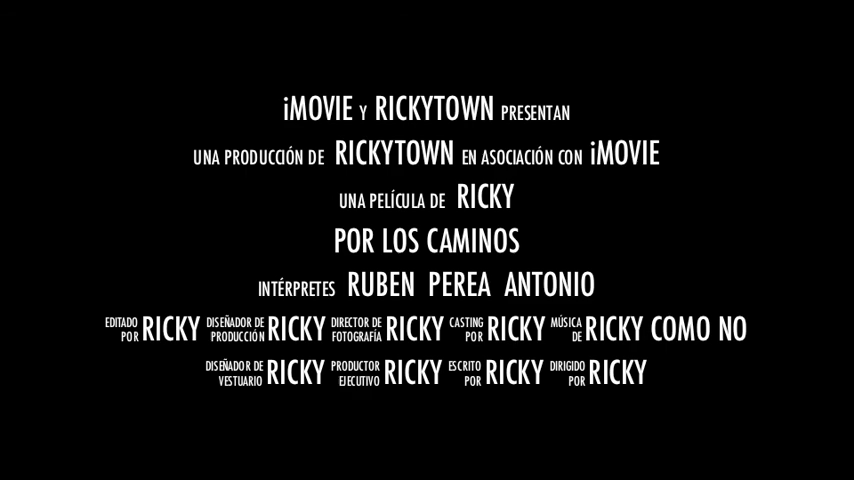 iMOVIE Y RICKYTOWN PRESENTAN
UNA PRODUCCIÓN DE RICKYTOWN EN ASOCIACIÓN CON iMOVIE
UNA PELÍCULA DE RICKY
POR LOS CAMINOS
INTÉRPRETES RUBEN PEREA ANTONIO
EDITADO POR RICKY DISEÑADOR DE PRODUCCIÓN RICKY DIRECTOR DE FOTOGRAFÍA RICKY CASTING POR RICKY MÚSICA DE RICKY COMO NO
DISEÑADOR DE VESTUARIO RICKY PRODUCTOR EJECUTIVO RICKY ESCRITO POR RICKY DIRIGIDO POR RICKY